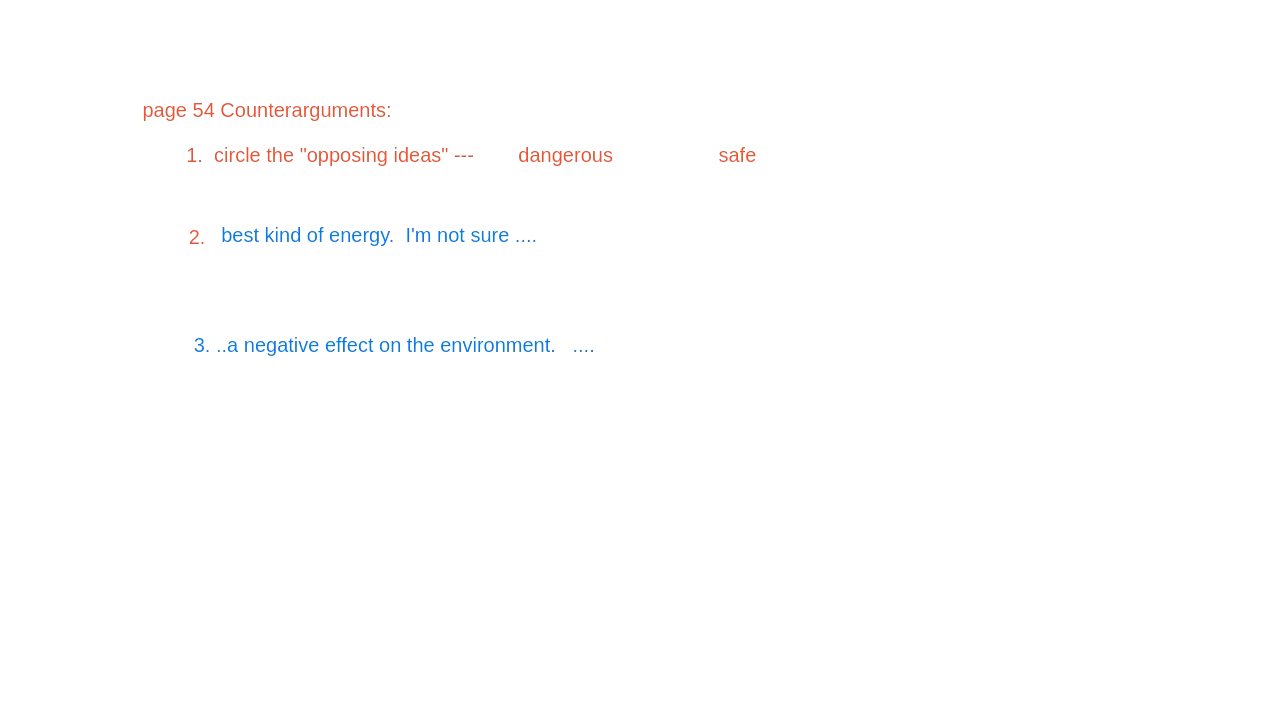 page 54 Counterarguments:
1.  circle the "opposing ideas" ---        dangerous                   safe
2.   best kind of energy.  I'm not sure ....
3. ..a negative effect on the environment.   ....